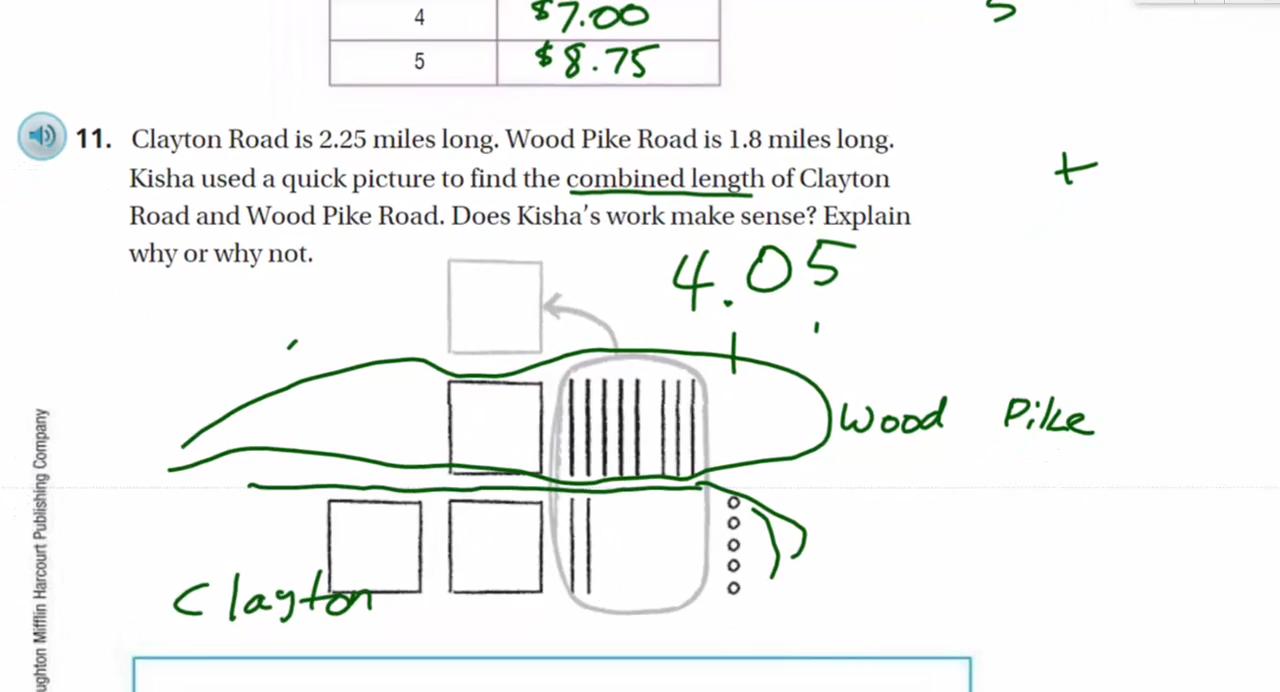 4 $7.00
5 $8.75
11. Clayton Road is 2.25 miles long. Wood Pike Road is 1.8 miles long.
Kisha used a quick picture to find the combined length of Clayton
Road and Wood Pike Road. Does Kisha's work make sense? Explain
why or why not.
+
4.05
Wood Pike
Clayton
ughton Mifflin Harcourt Publishing Company